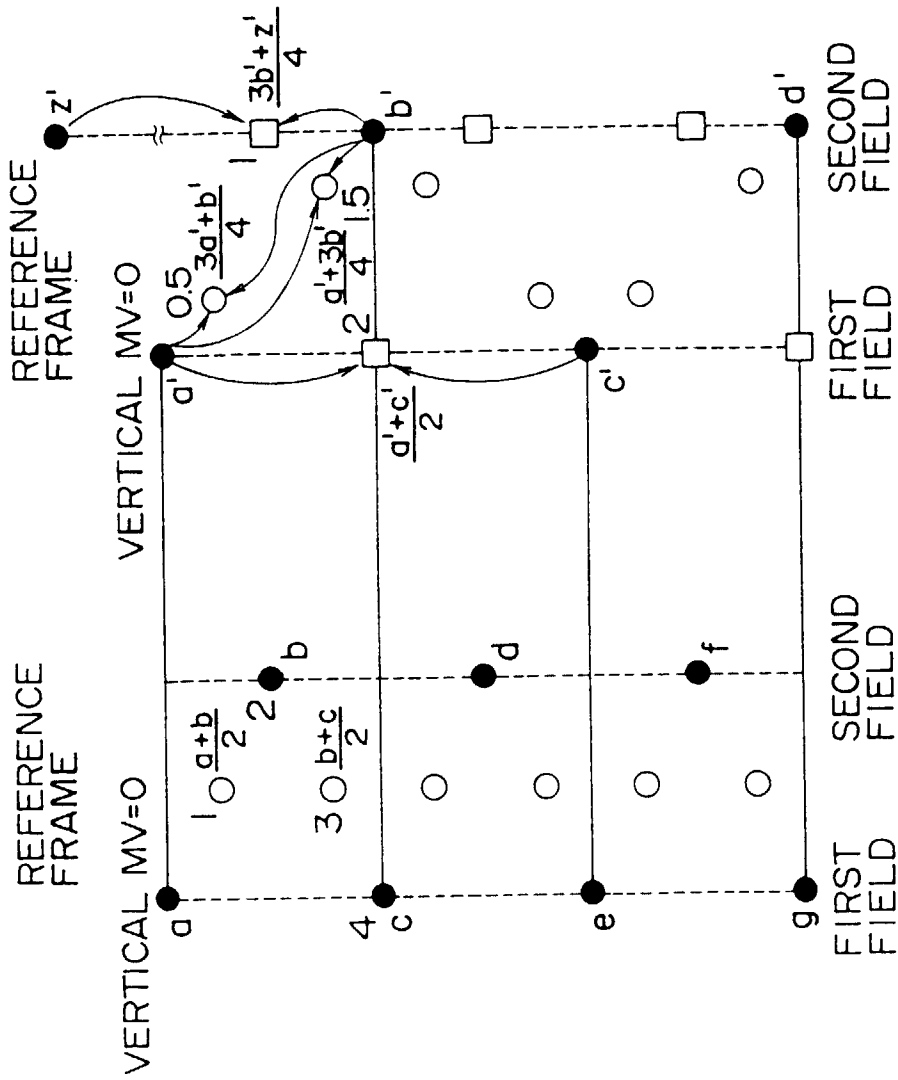 REFERENCE
FRAME
VERTICAL MV=0
a
1
a+b
2
2
b
3
b+c
2
4
c
d
e
f
g
FIRST
FIELD
SECOND
FIELD
REFERENCE
FRAME
VERTICAL MV=0
z'
a'
0.5
3a'+b'
4
1
3b'+z'
4
b'
1.5
a'+3b'
4
2
a'+c'
2
c'
d'
FIRST
FIELD
SECOND
FIELD